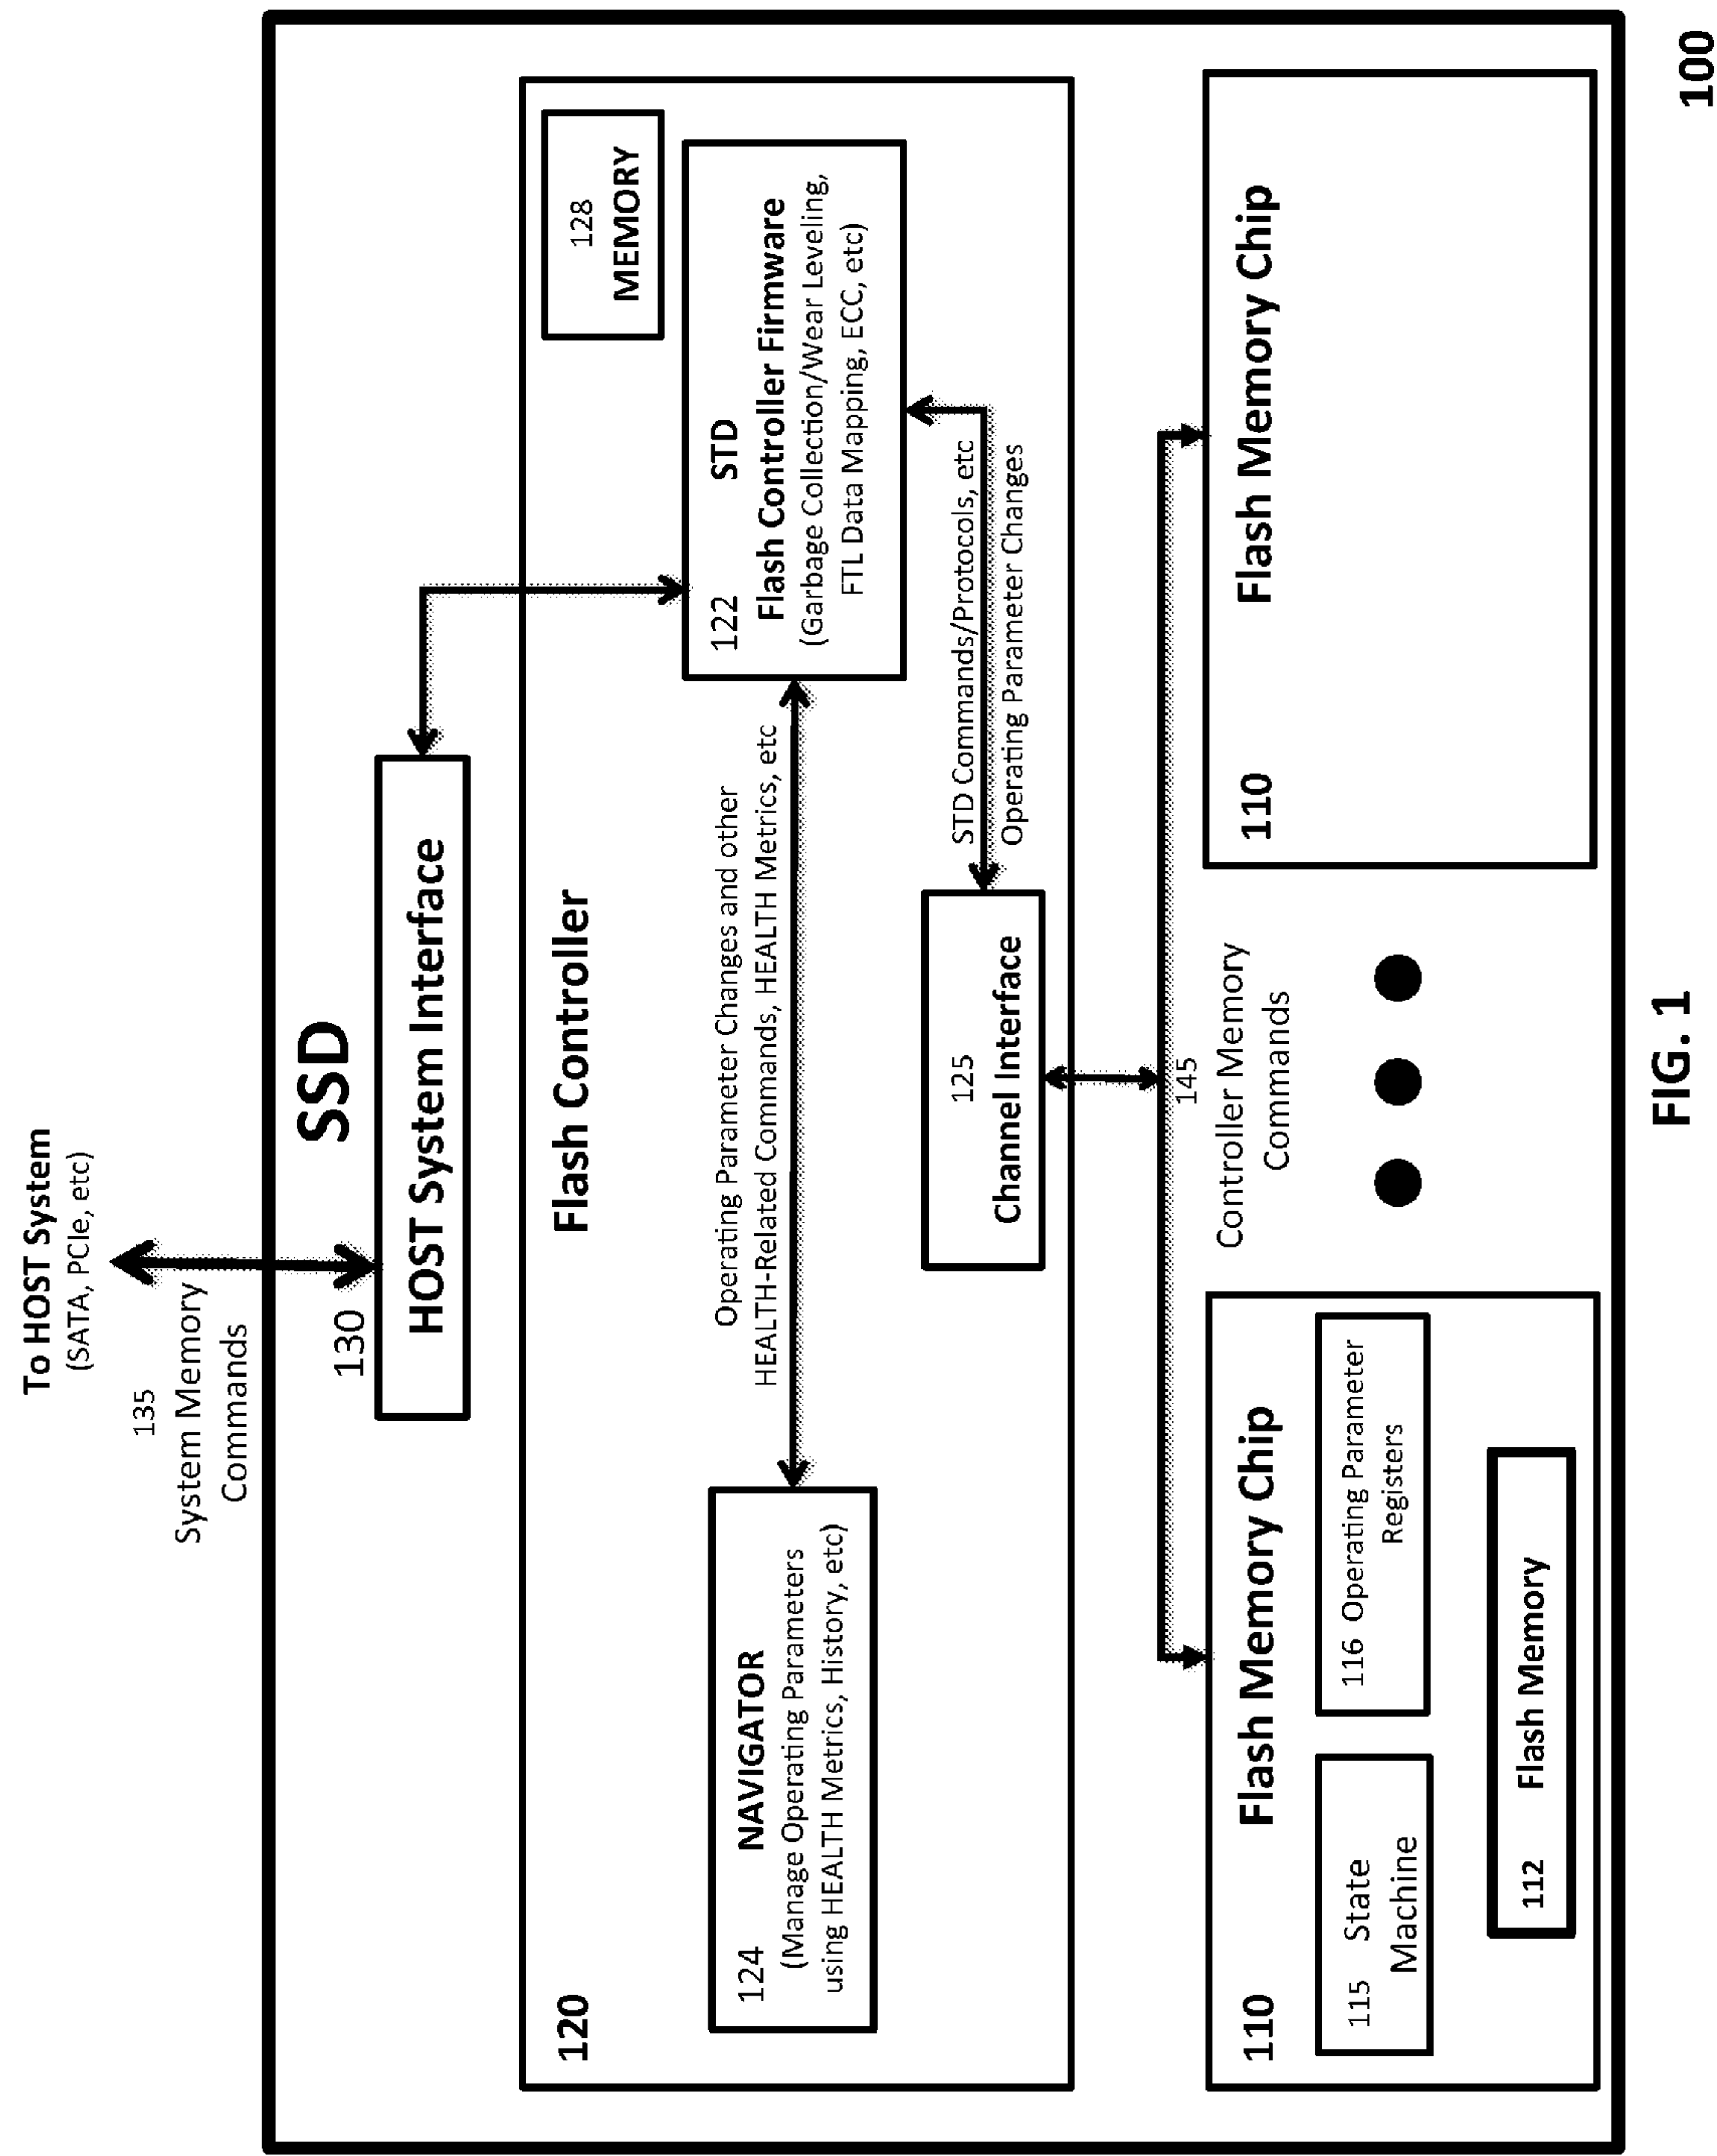 To HOST System
(SATA, PCIe, etc)
135
System Memory
Commands
SSD
130
HOST System Interface
Flash Controller
120
128
MEMORY
124 NAVIGATOR
(Manage Operating Parameters
using HEALTH Metrics, History, etc)
Operating Parameter Changes and other
HEALTH-Related Commands, HEALTH Metrics, etc
122 STD
Flash Controller Firmware
(Garbage Collection/Wear Leveling,
FTL Data Mapping, ECC, etc)
STD Commands/Protocols, etc
Operating Parameter Changes
125
Channel Interface
145
Controller Memory
Commands
110 Flash Memory Chip
115 State
Machine
116 Operating Parameter
Registers
112 Flash Memory
110 Flash Memory Chip
FIG. 1
100